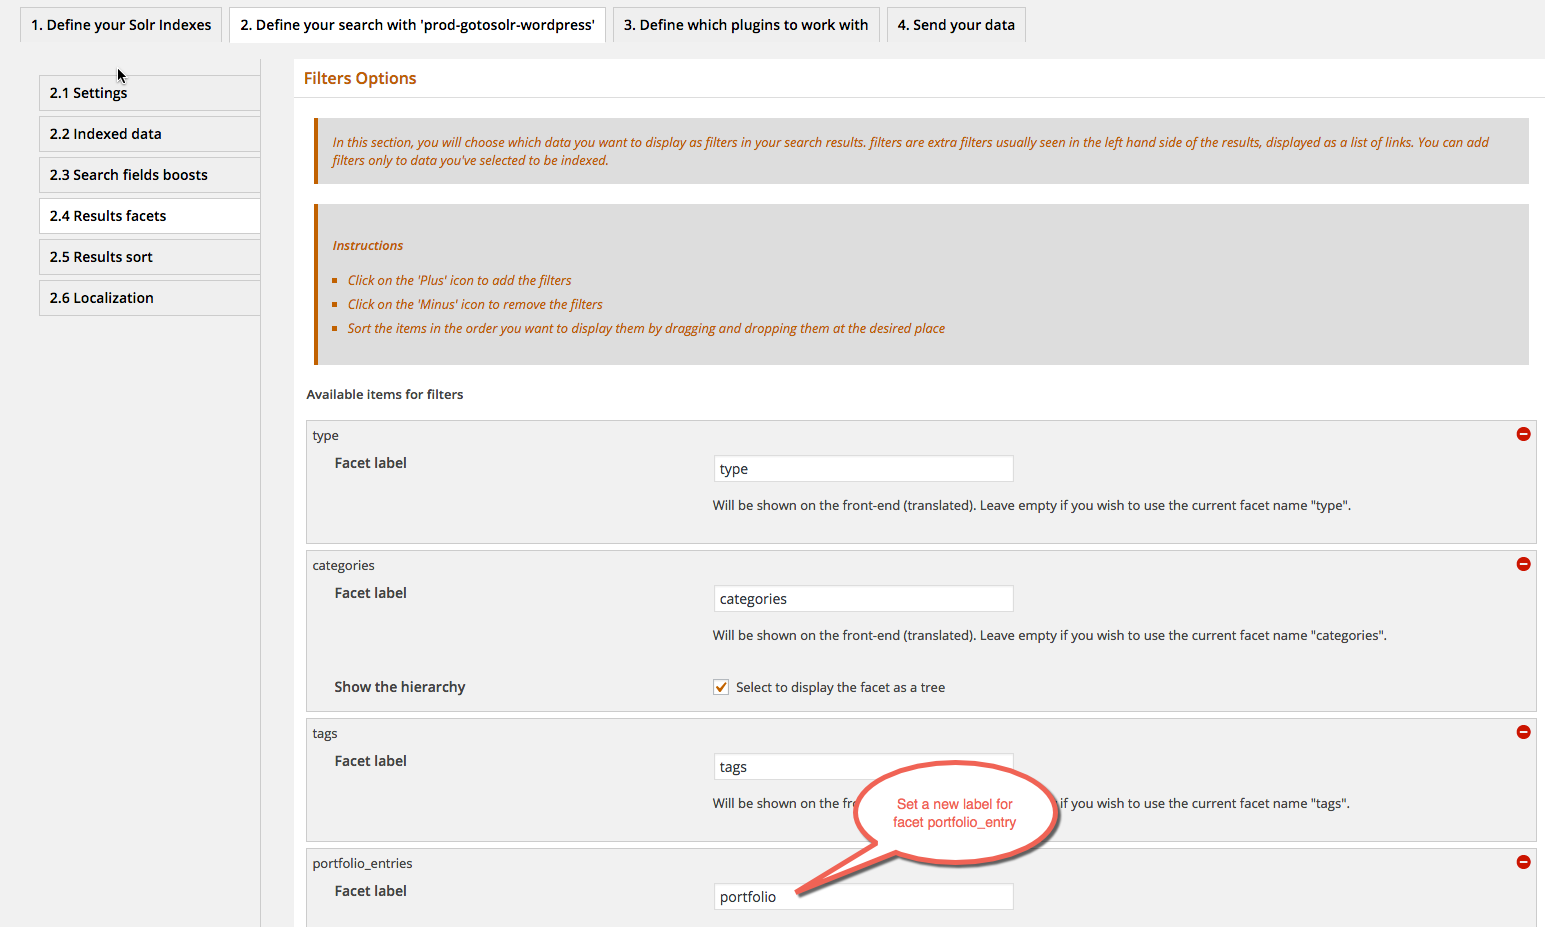 1. Define your Solr Indexes
2. Define your search with 'prod-gotosolr-wordpress'
3. Define which plugins to work with
4. Send your data
2.1 Settings
2.2 Indexed data
2.3 Search fields boosts
2.4 Results facets
2.5 Results sort
2.6 Localization
Filters Options
In this section, you will choose which data you want to display as filters in your search results. filters are extra filters usually seen in the left hand side of the results, displayed as a list of links. You can add
filters only to data you've selected to be indexed.
Instructions
Click on the 'Plus' icon to add the filters
Click on the 'Minus' icon to remove the filters
Sort the items in the order you want to display them by dragging and dropping them at the desired place
Available items for filters
type
Facet label
type
Will be shown on the front-end (translated). Leave empty if you wish to use the current facet name "type".
categories
Facet label
categories
Will be shown on the front-end (translated). Leave empty if you wish to use the current facet name "categories".
Show the hierarchy
Select to display the facet as a tree
tags
Facet label
tags
Will be shown on the if you wish to use the current facet name "tags".
Set a new label for
facet portfolio_entry
portfolio_entries
Facet label
portfolio